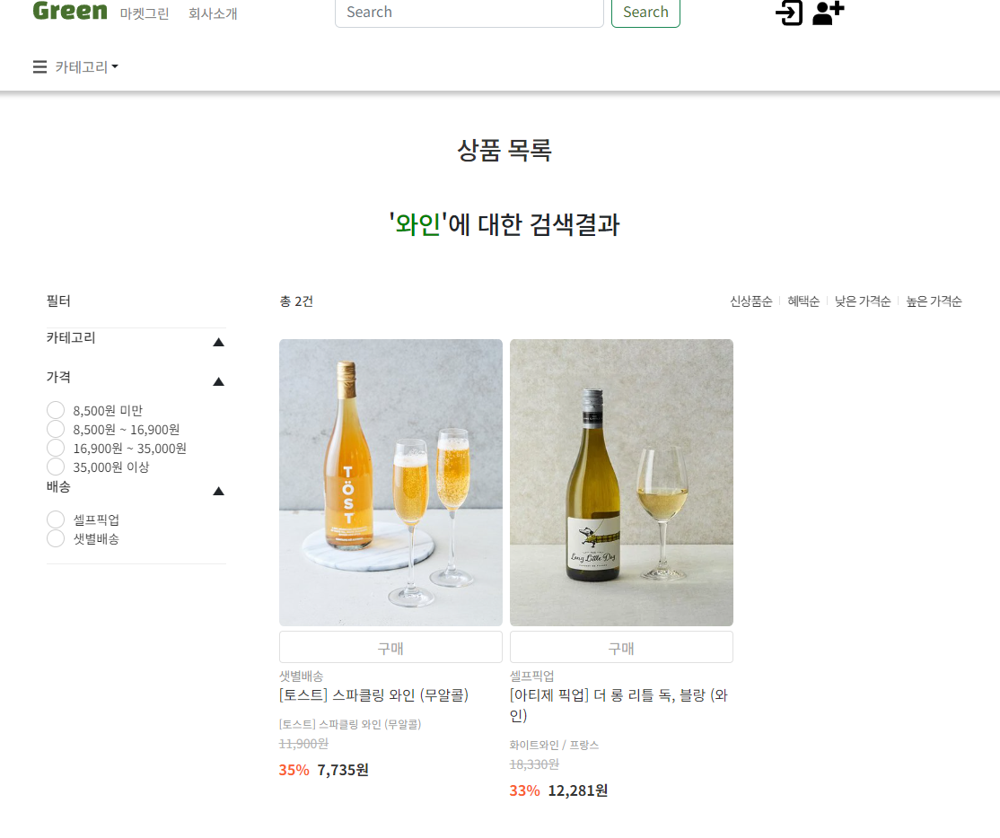 Green 마켓그린 회사소개 Search Search
카테고리
상품 목록
'와인'에 대한 검색결과
필터
카테고리
가격
8,500원 미만
8,500원 ~ 16,900원
16,900원 ~ 35,000원
35,000원 이상
배송
셀프픽업
샛별배송
총 2건
신상품순 혜택순 낮은 가격순 높은 가격순
TÖST
구매
샛별배송
[토스트] 스파클링 와인 (무알콜)
[토스트] 스파클링 와인 (무알콜)
11,900원
35% 7,735원
Long Little Dog
구매
셀프픽업
[아티제 픽업] 더 롱 리틀 독, 블랑 (와
인)
화이트와인 / 프랑스
18,330원
33% 12,281원